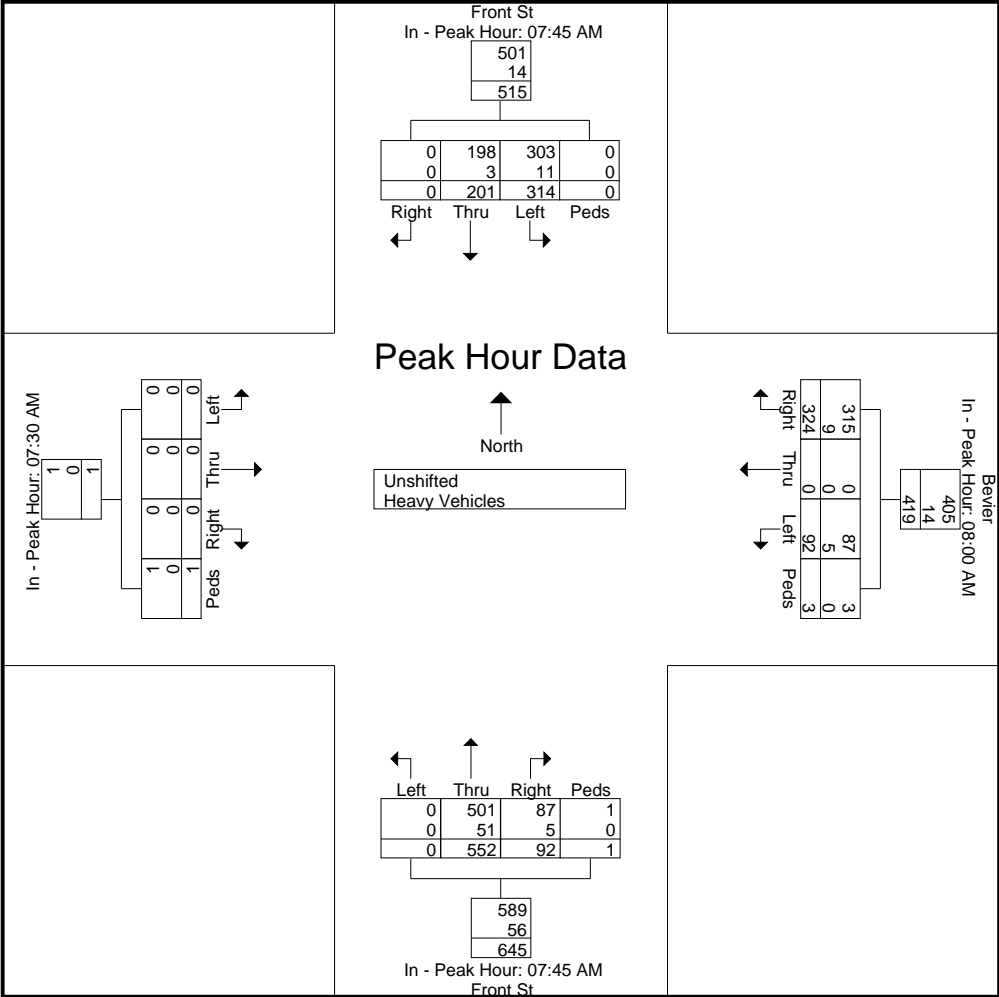 Front St
In - Peak Hour: 07:45 AM
501
14
515
0 198 303 0
0 3 11 0
0 201 314 0
Right Thru Left Peds
Peak Hour Data
North
Unshifted
Heavy Vehicles
In - Peak Hour: 07:30 AM
1
0
1
Left Thru Right Peds
0 0 0 1
0 0 0 0
0 0 0 1
Bevier
In - Peak Hour: 08:00 AM
405
14
419
315 0 87 3
9 0 5 0
324 0 92 3
Right Thru Left Peds
Left Thru Right Peds
0 501 87 1
0 51 5 0
0 552 92 1
589
56
645
In - Peak Hour: 07:45 AM
Front St